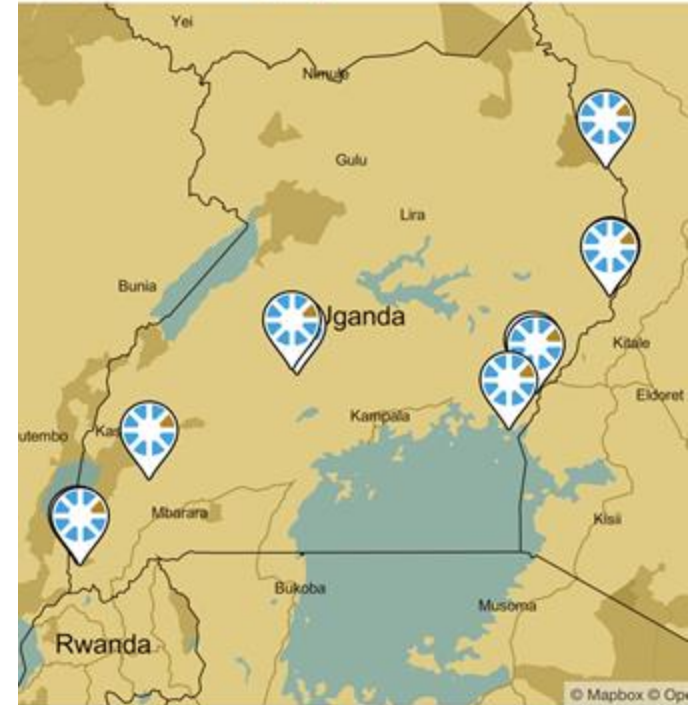 Yei
Nimule
Gulu
Lira
Bunia
Uganda
Kitale
Eldoret
Kampala
utembo
Kas
Mbarara
Kisii
Bukoba
Musoma
Rwanda
© Mapbox © Ope